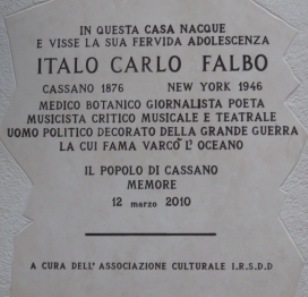 IN QUESTA CASA NACQUE
E VISSE LA SUA FERVIDA ADOLESCENZA
ITALO CARLO FALBO
CASSANO 1876 NEW YORK 1946
MEDICO BOTANICO GIORNALISTA POETA
MUSICISTA CRITICO MUSICALE E TEATRALE
UOMO POLITICO DECORATO DELLA GRANDE GUERRA
LA CUI FAMA VARCÒ L' OCEANO
IL POPOLO DI CASSANO
MEMORE
12 marzo 2010
A CURA DELL' ASSOCIAZIONE CULTURALE I.R.S.D.D